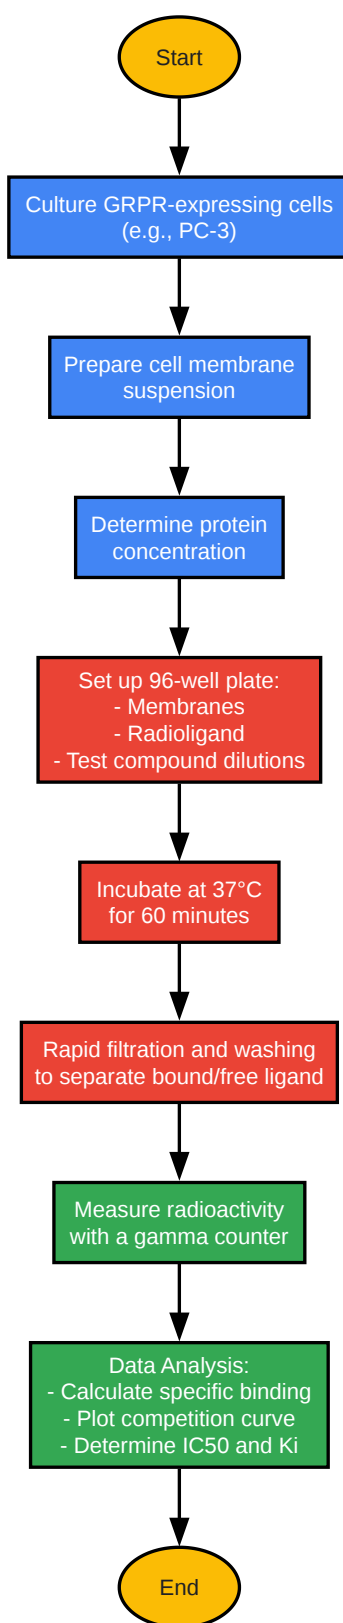 Start
Culture GRPR-expressing cells
(e.g., PC-3)
Prepare cell membrane
suspension
Determine protein
concentration
Set up 96-well plate:
- Membranes
- Radioligand
- Test compound dilutions
Incubate at 37°C
for 60 minutes
Rapid filtration and washing
to separate bound/free ligand
Measure radioactivity
with a gamma counter
Data Analysis:
- Calculate specific binding
- Plot competition curve
- Determine IC50 and Ki
End